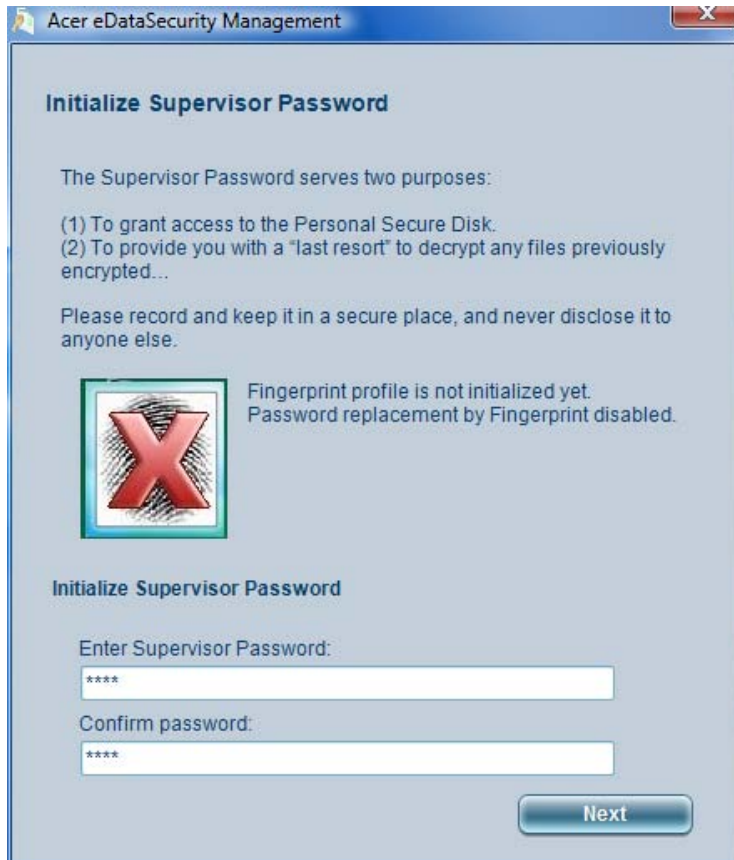 Acer eDataSecurity Management
X
Initialize Supervisor Password
The Supervisor Password serves two purposes:
(1) To grant access to the Personal Secure Disk.
(2) To provide you with a “last resort” to decrypt any files previously
encrypted...
Please record and keep it in a secure place, and never disclose it to
anyone else.
Fingerprint profile is not initialized yet.
Password replacement by Fingerprint disabled.
Initialize Supervisor Password
Enter Supervisor Password:
****
Confirm password:
****
Next